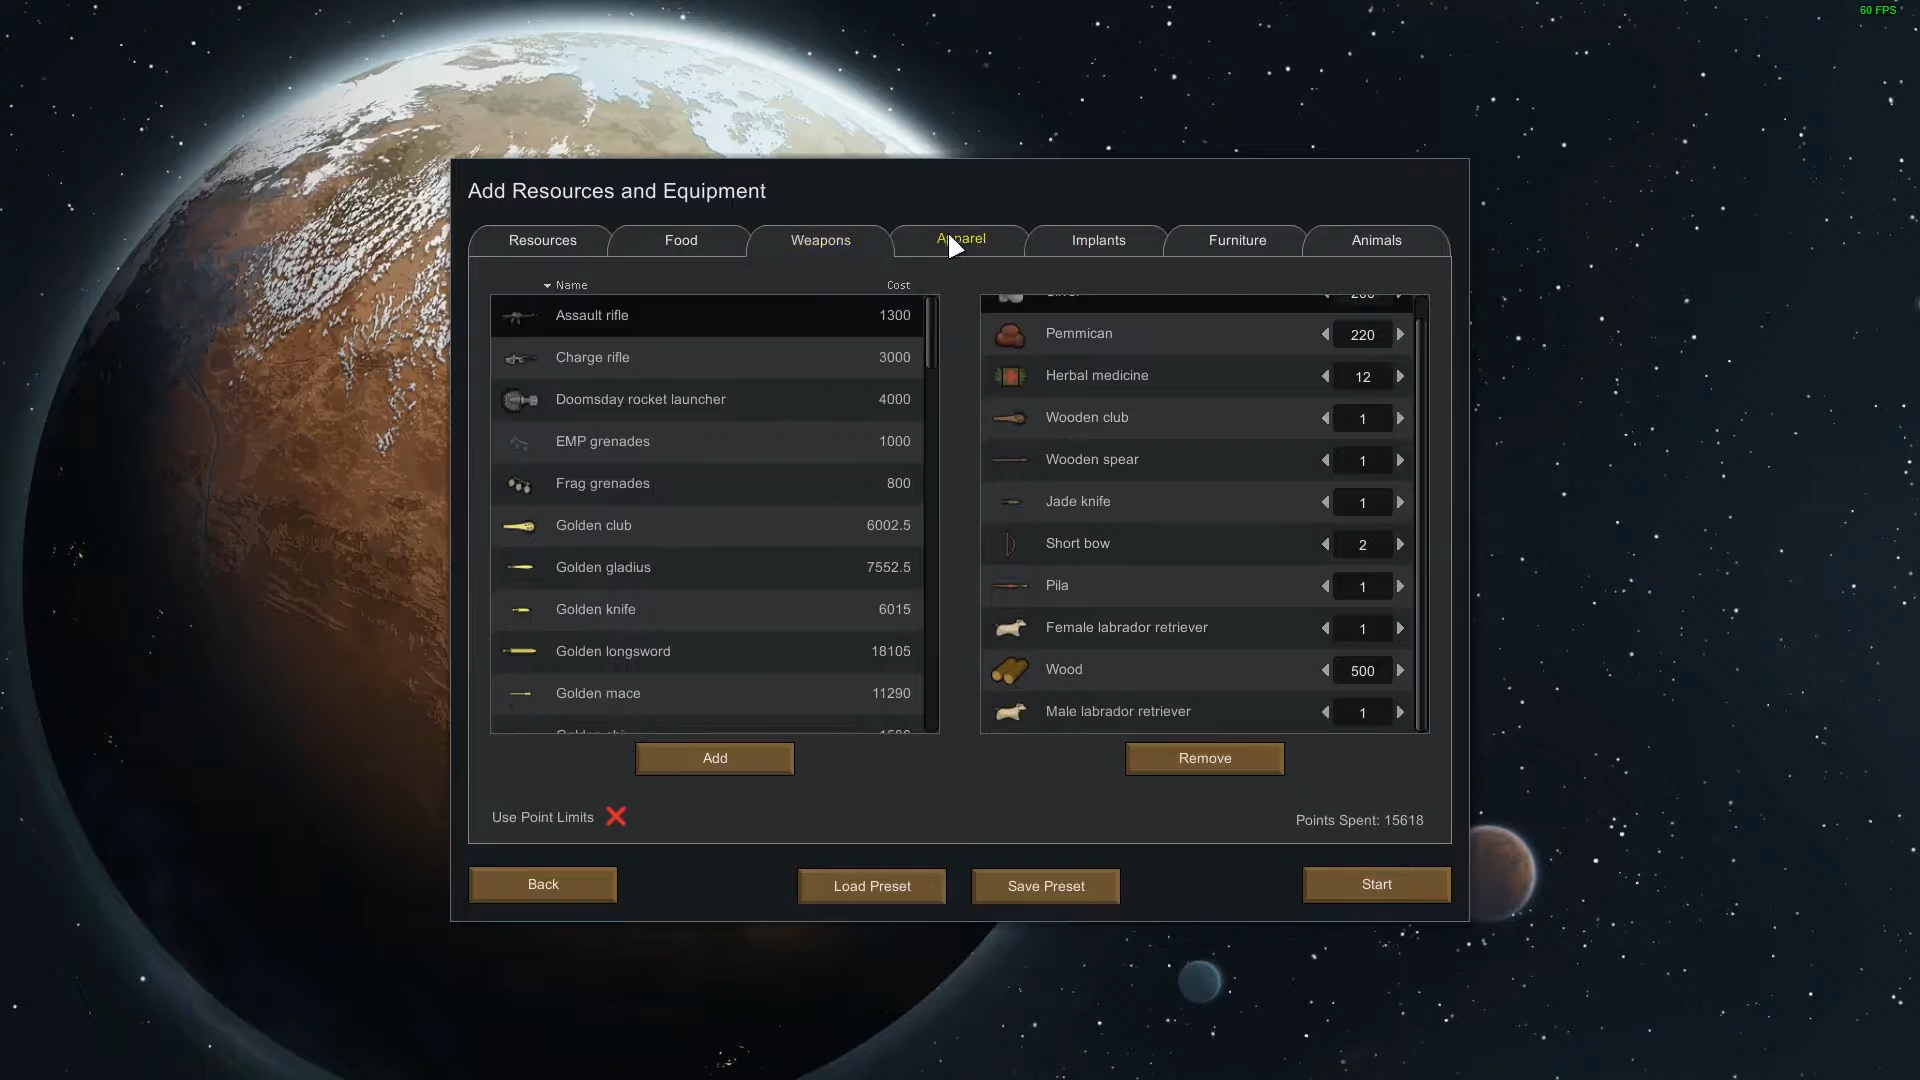 60 FPS
Add Resources and Equipment
Resources Food Weapons Apparel Implants Furniture Animals
Name Cost
Assault rifle 1300
Charge rifle 3000
Doomsday rocket launcher 4000
EMP grenades 1000
Frag grenades 800
Golden club 6002.5
Golden gladius 7552.5
Golden knife 6015
Golden longsword 18105
Golden mace 11290
Pemmican 220
Herbal medicine 12
Wooden club 1
Wooden spear 1
Jade knife 1
Short bow 2
Pila 1
Female labrador retriever 1
Wood 500
Male labrador retriever 1
Add
Remove
Use Point Limits
Points Spent: 15618
Back
Load Preset
Save Preset
Start